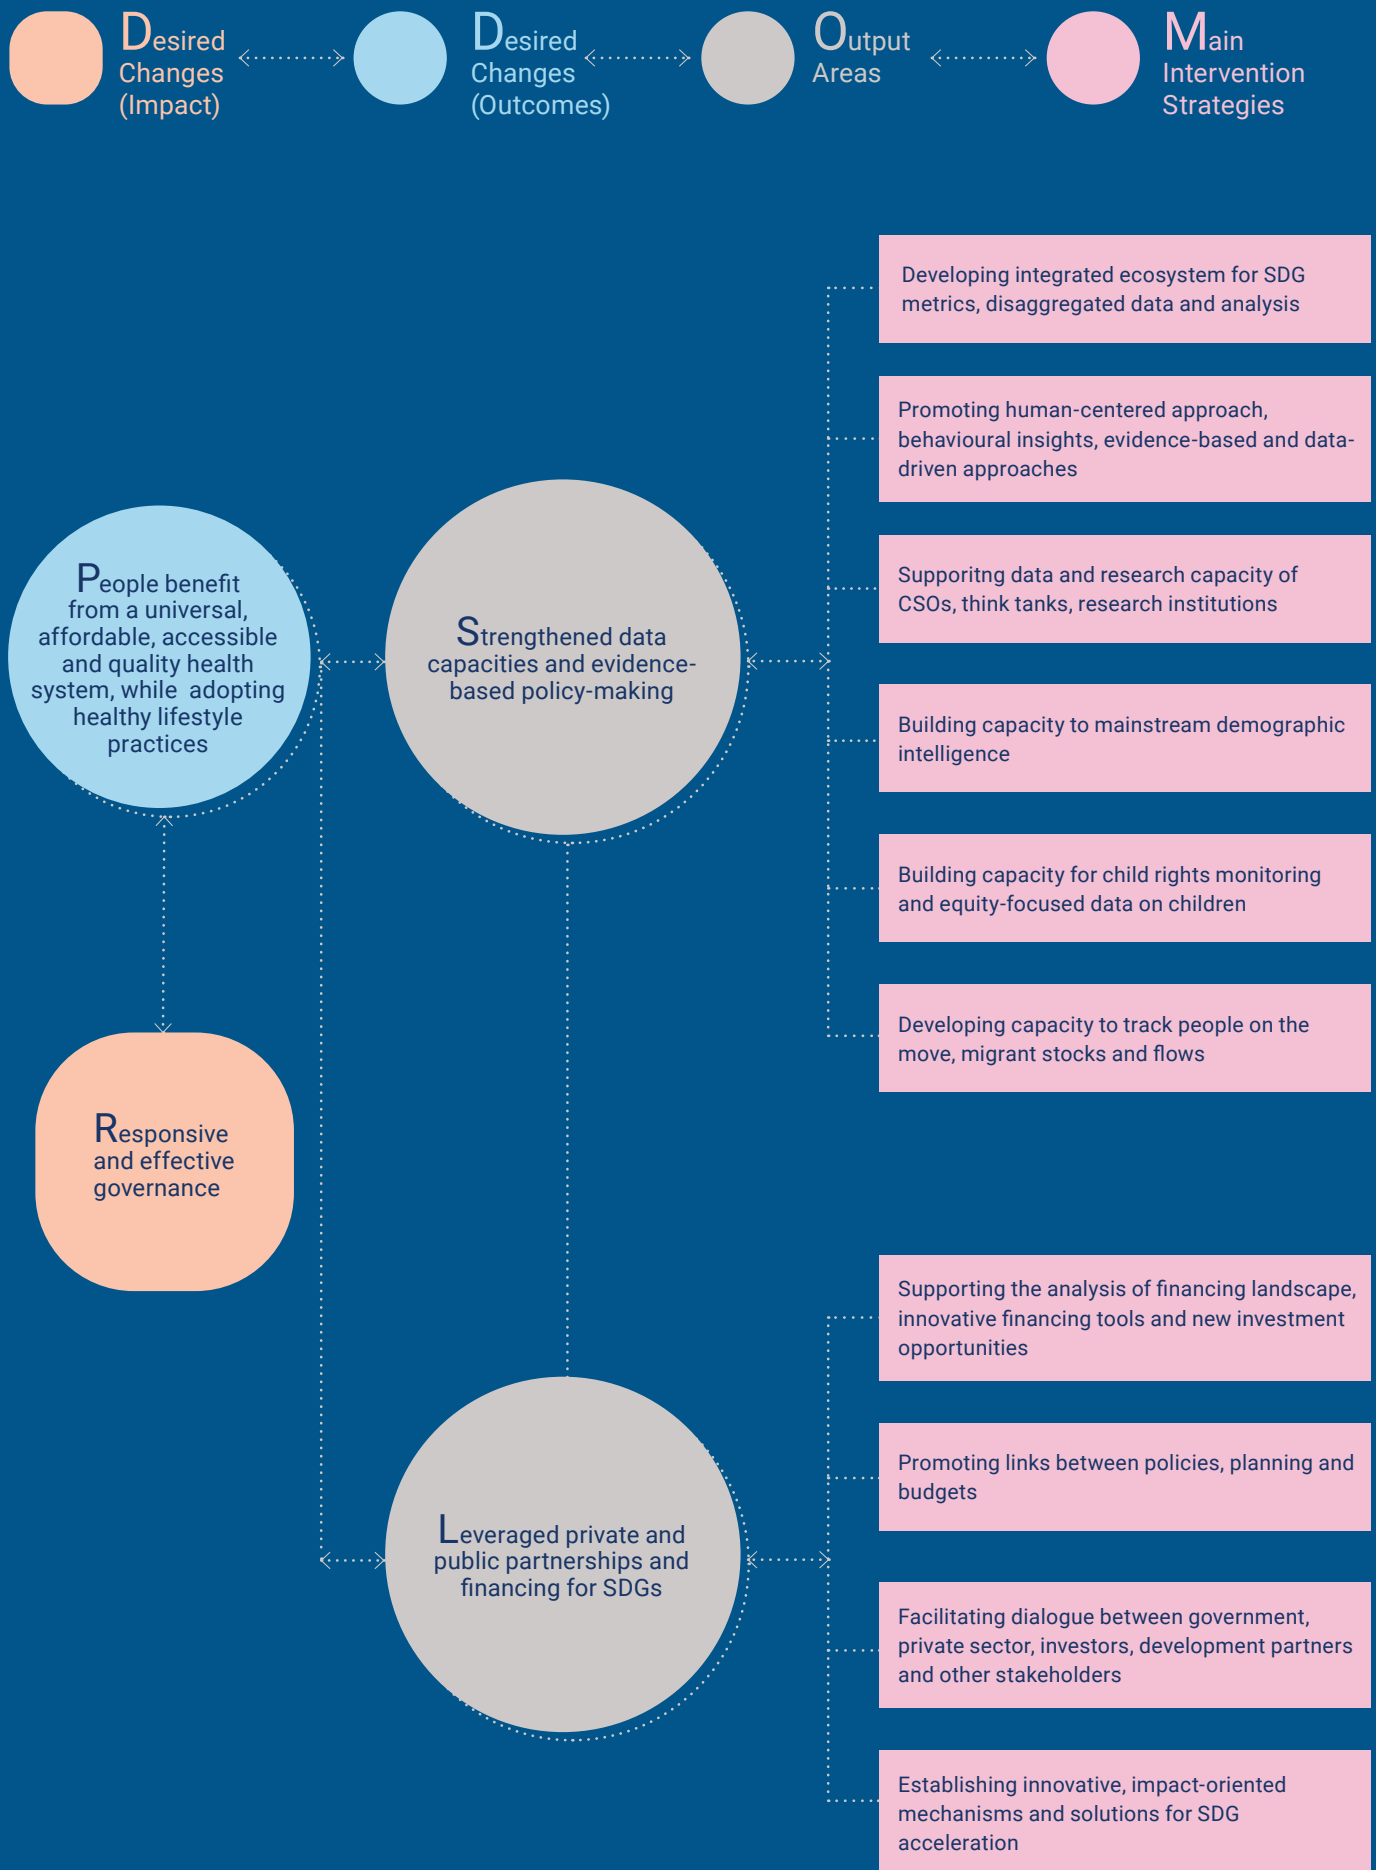 Desired
Changes
(Impact)
Desired
Changes
(Outcomes)
Output
Areas
Main
Intervention
Strategies
People benefit
from a universal,
affordable, accessible
and quality health
system, while adopting
healthy lifestyle
practices
Responsive
and effective
governance
Strengthened data
capacities and evidence-
based policy-making
Leveraged private and
public partnerships and
financing for SDGs
Developing integrated ecosystem for SDG
metrics, disaggregated data and analysis
Promoting human-centered approach,
behavioural insights, evidence-based and data-
driven approaches
Supporitng data and research capacity of
CSOs, think tanks, research institutions
Building capacity to mainstream demographic
intelligence
Building capacity for child rights monitoring
and equity-focused data on children
Developing capacity to track people on the
move, migrant stocks and flows
Supporting the analysis of financing landscape,
innovative financing tools and new investment
opportunities
Promoting links between policies, planning and
budgets
Facilitating dialogue between government,
private sector, investors, development partners
and other stakeholders
Establishing innovative, impact-oriented
mechanisms and solutions for SDG
acceleration